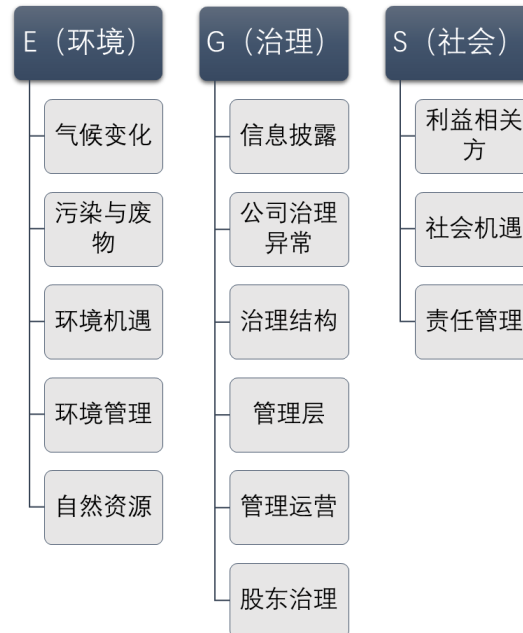 E（环境）
气候变化
污染与废
物
环境机遇
环境管理
自然资源
G（治理）
信息披露
公司治理
异常
治理结构
管理层
管理运营
股东治理
S（社会）
利益相关
方
社会机遇
责任管理